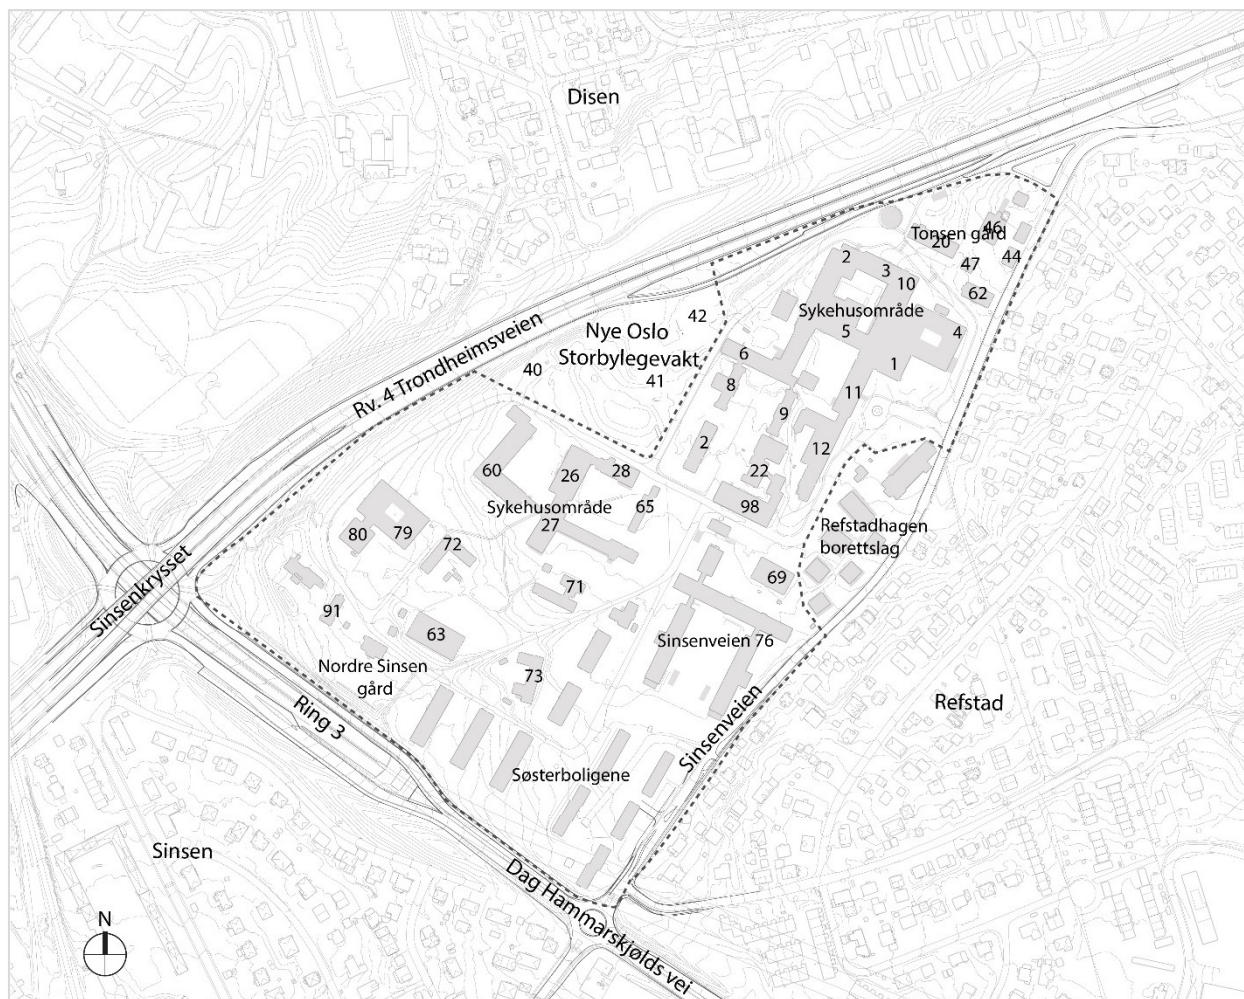 Disen
46
Tonsen gård
20
44
47
2
3
10
62
Sykehusområde
42
5
4
Nye Oslo
Storbylegevakt
6
1
40
41
8
11
Rv. 4 Trondheimsveien
9
2
12
60
26
28
22
Sykehusområde
65
98
27
Refstadhagen
borettslag
80
79
72
69
71
Sinsenkrysset
91
63
Sinsenveien 76
Nordre Sinsen
gård
73
Ring 3
Sinsenveien
Refstad
Søsterboligene
Sinsen
Dag Hammarskjølds vei
N